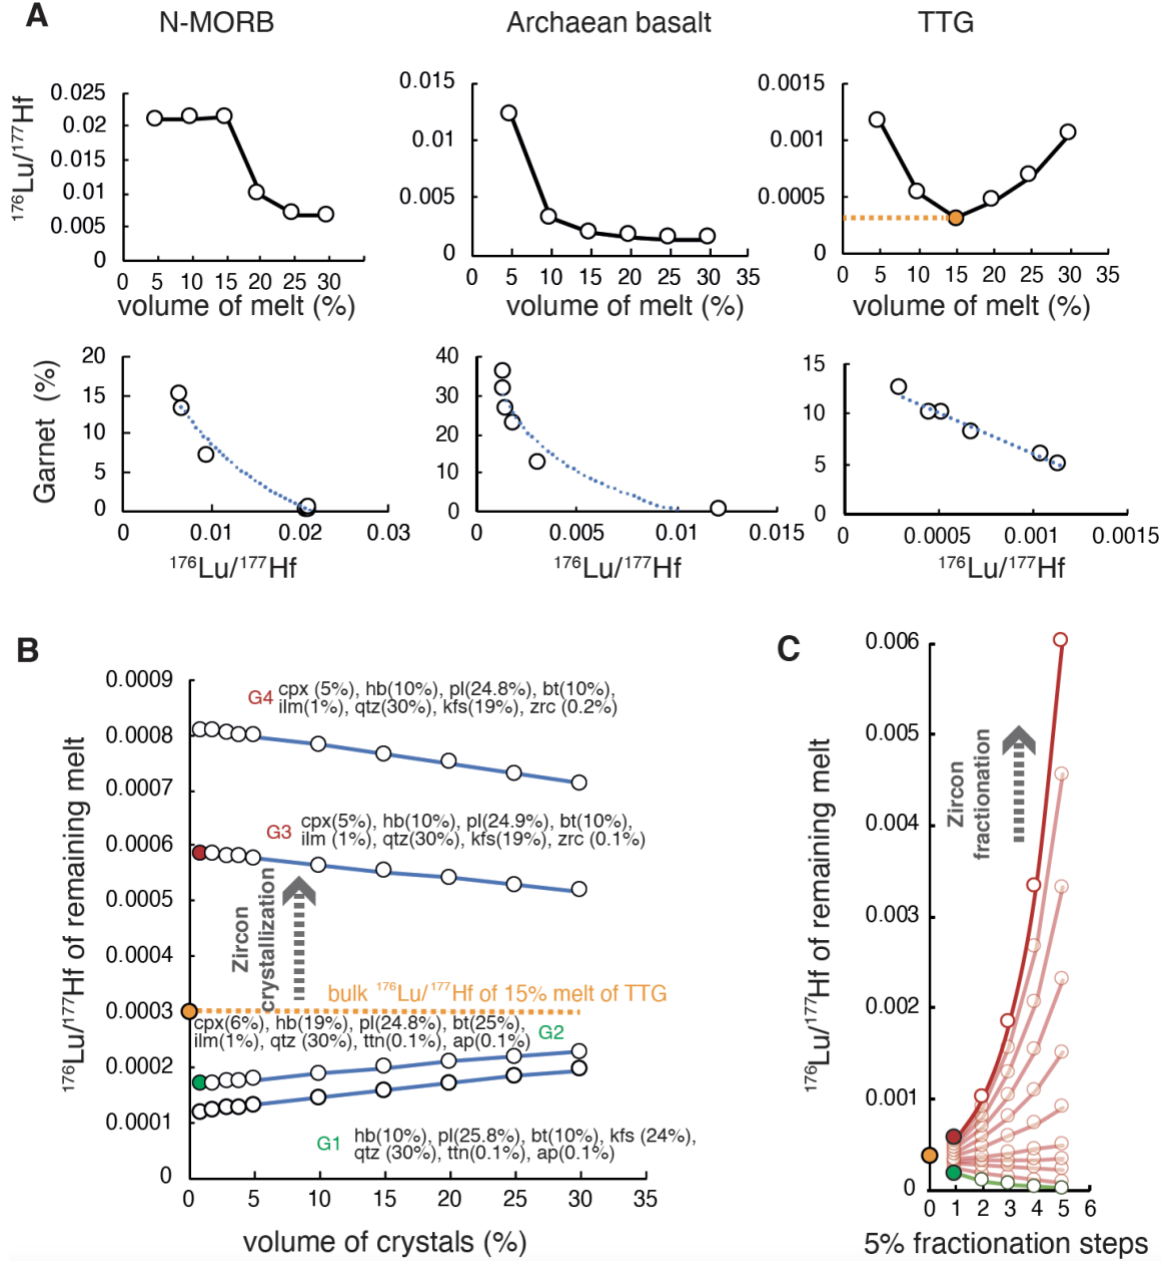 A
N-MORB
Archaean basalt
TTG
¹⁷⁶Lu/¹⁷⁷Hf
0.025
0.02
0.015
0.01
0.005
0
0 5 10 15 20 25 30
volume of melt (%)
0.015
0.01
0.005
0
0 5 10 15 20 25 30 35
volume of melt (%)
0.0015
0.001
0.0005
0
0 5 10 15 20 25 30 35
volume of melt (%)
Garnet (%)
20
15
10
5
0
0 0.01 0.02 0.03
¹⁷⁶Lu/¹⁷⁷Hf
40
30
20
10
0
0 0.005 0.01 0.015
¹⁷⁶Lu/¹⁷⁷Hf
15
10
5
0
0 0.0005 0.001 0.0015
¹⁷⁶Lu/¹⁷⁷Hf
B
¹⁷⁶Lu/¹⁷⁷Hf of remaining melt
0.0009
0.0008
0.0007
0.0006
0.0005
0.0004
0.0003
0.0002
0.0001
0
G4 cpx (5%), hb(10%), pl(24.8%), bt(10%),
ilm(1%), qtz(30%), kfs(19%), zrc (0.2%)
G3 cpx(5%), hb(10%), pl(24.9%), bt(10%),
ilm (1%), qtz(30%), kfs(19%), zrc (0.1%)
Zircon
crystallization
bulk ¹⁷⁶Lu/¹⁷⁷Hf of 15% melt of TTG
cpx(6%), hb(19%), pl(24.8%), bt(25%),
ilm(1%), qtz (30%), ttn(0.1%), ap(0.1%) G2
G1 hb(10%), pl(25.8%), bt(10%), kfs (24%),
qtz (30%), ttn(0.1%), ap(0.1%)
0 5 10 15 20 25 30 35
volume of crystals (%)
C
¹⁷⁶Lu/¹⁷⁷Hf of remaining melt
0.006
0.005
0.004
0.003
0.002
0.001
0
Zircon
fractionation
0 1 2 3 4 5 6
5% fractionation steps